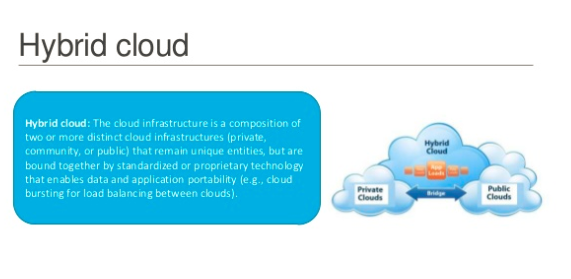 Hybrid cloud
Hybrid cloud: The cloud infrastructure is a composition of
two or more distinct cloud infrastructures (private,
community, or public) that remain unique entities, but are
bound together by standardized or proprietary technology
that enables data and application portability (e.g., cloud
bursting for load balancing between clouds).
Hybrid
Cloud
App
Loads
Private
Clouds
Bridge
Public
Clouds